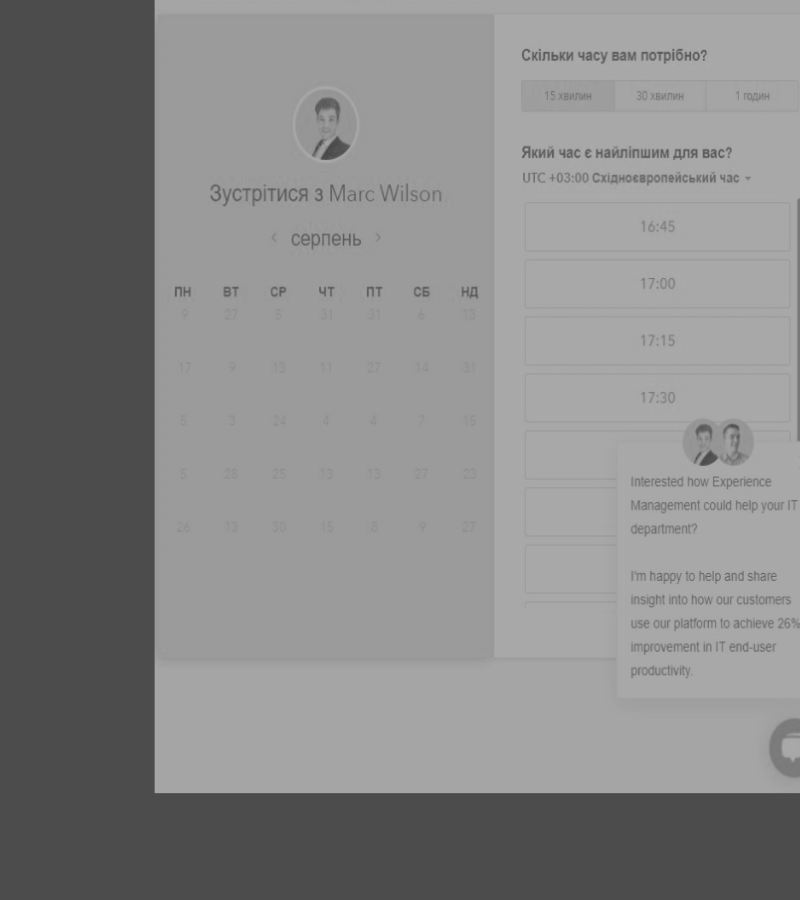 Зустрітися з Marc Wilson
серпень
ПН ВТ СР ЧТ ПТ СБ НД
9 27 5 31 31 6 13
17 9 13 11 27 14 31
5 3 24 4 4 7 15
5 28 25 13 13 27 23
26 13 30 15 8 9 27
Скільки часу вам потрібно?
15 хвилин 30 хвилин 1 годин
Який час є найліпшим для вас?
UTC +03:00 Східноєвропейський час
16:45
17:00
17:15
17:30
Interested how Experience
Management could help your IT
department?
I'm happy to help and share
insight into how our customers
use our platform to achieve 26%
improvement in IT end-user
productivity.